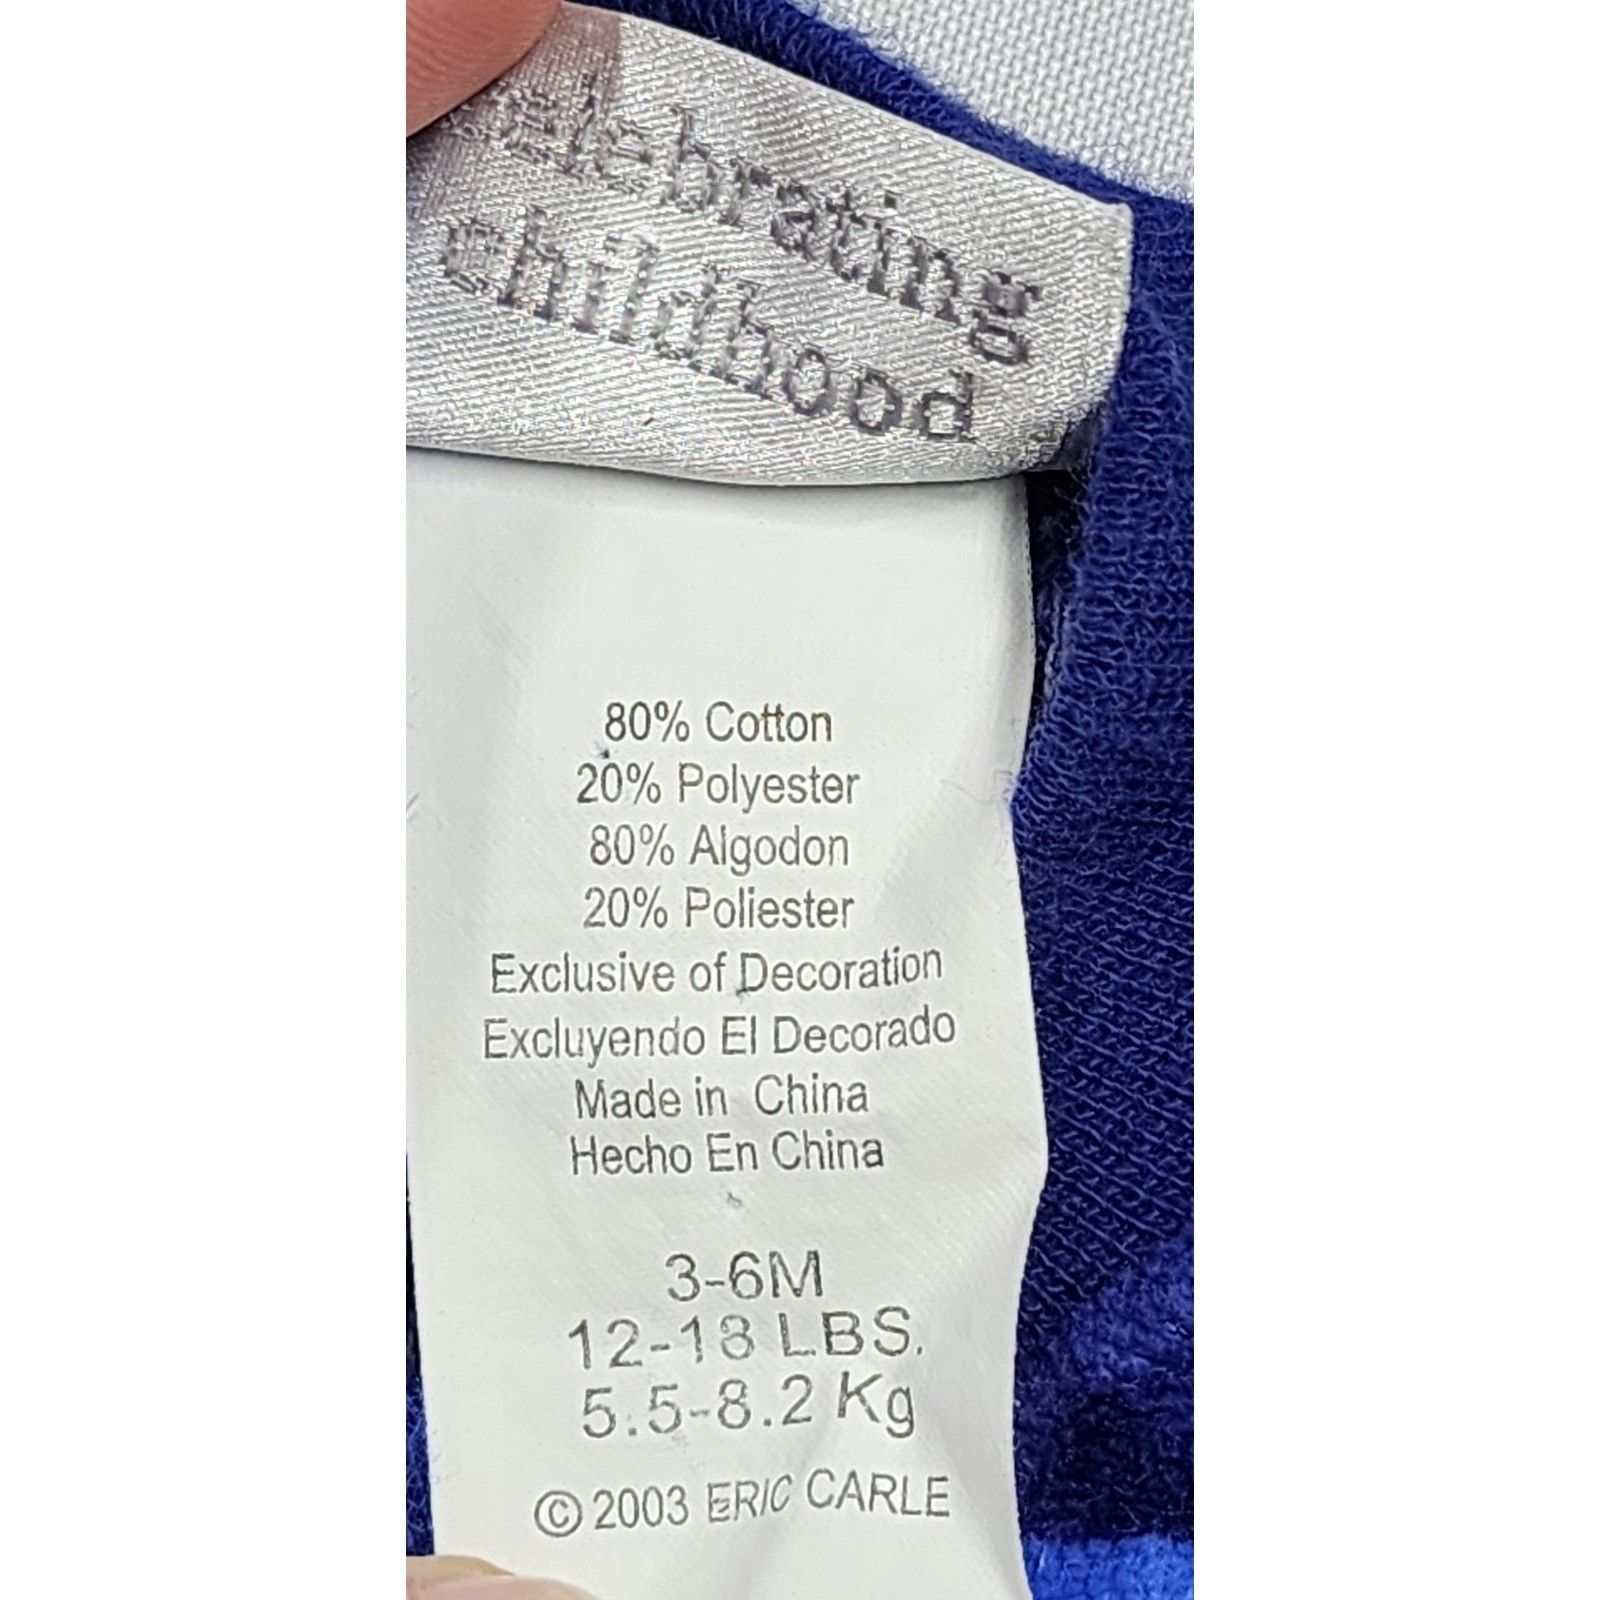 celebrating
childhood
80% Cotton
20% Polyester
80% Algodon
20% Poliester
Exclusive of Decoration
Excluyendo El Decorado
Made in China
Hecho En China
3-6M
12-18 LBS.
5.5-8.2 Kg
© 2003 ERIC CARLE